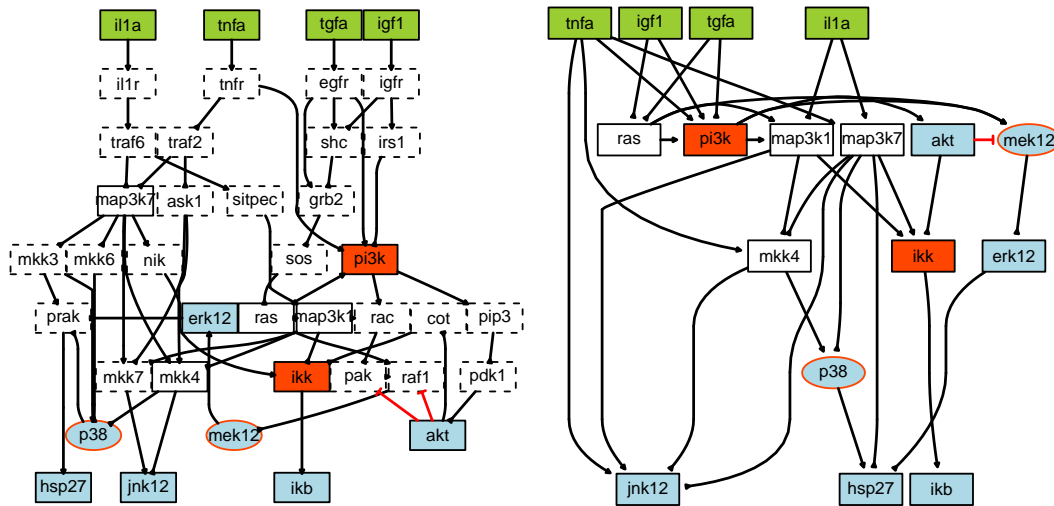 il1a tnfa tgfa igf1
il1r tnfr egfr igfr
traf6 traf2 shc irs1
map3k7 ask1 sitpec grb2
mkk3 mkk6 nik sos pi3k
prak erk12 ras map3k1 rac cot pip3
mkk7 mkk4 ikk pak raf1 pdk1
p38 mek12 akt
hsp27 jnk12 ikb
tnfa igf1 tgfa il1a
ras pi3k map3k1 map3k7 akt mek12
mkk4 ikk erk12
p38
jnk12 hsp27 ikb